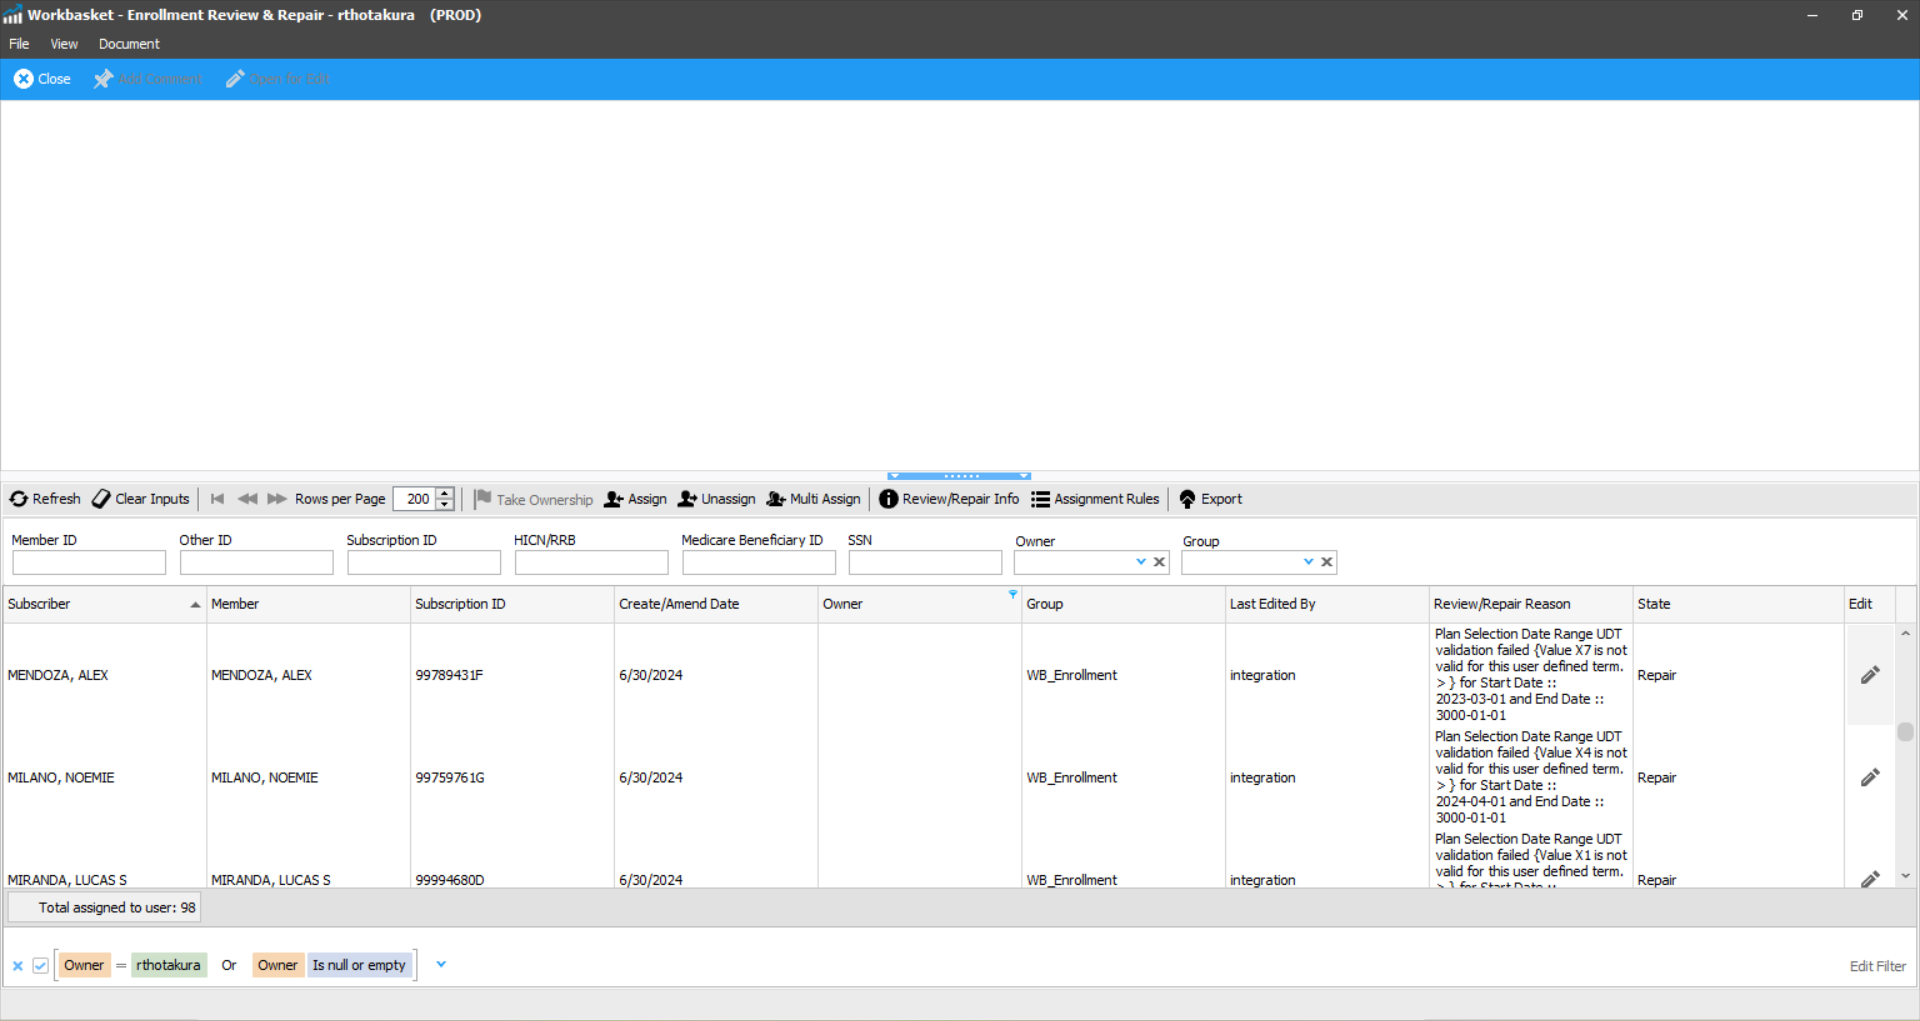 Workbasket - Enrollment Review & Repair - rthotakura (PROD)
File View Document
Close Add Comment Open for Edit
Refresh Clear Inputs Rows per Page 200 Take Ownership Assign Unassign Multi Assign Review/Repair Info Assignment Rules Export
Member ID Other ID Subscription ID HICN/RRB Medicare Beneficiary ID SSN Owner Group
Subscriber Member Subscription ID Create/Amend Date Owner Group Last Edited By Review/Repair Reason State Edit
MENDOZA, ALEX MENDOZA, ALEX 99789431F 6/30/2024 WB_Enrollment integration
Plan Selection Date Range UDT
validation failed {Value X7 is not
valid for this user defined term.
> } for Start Date ::
2023-03-01 and End Date ::
3000-01-01
Repair
MILANO, NOEMIE MILANO, NOEMIE 99759761G 6/30/2024 WB_Enrollment integration
Plan Selection Date Range UDT
validation failed {Value X4 is not
valid for this user defined term.
> } for Start Date ::
2024-04-01 and End Date ::
3000-01-01
Repair
MIRANDA, LUCAS S MIRANDA, LUCAS S 99994680D 6/30/2024 WB_Enrollment integration
Plan Selection Date Range UDT
validation failed {Value X1 is not
valid for this user defined term.
> } for Start Date ::
Repair
Total assigned to user: 98
Owner = rthotakura Or Owner Is null or empty
Edit Filter